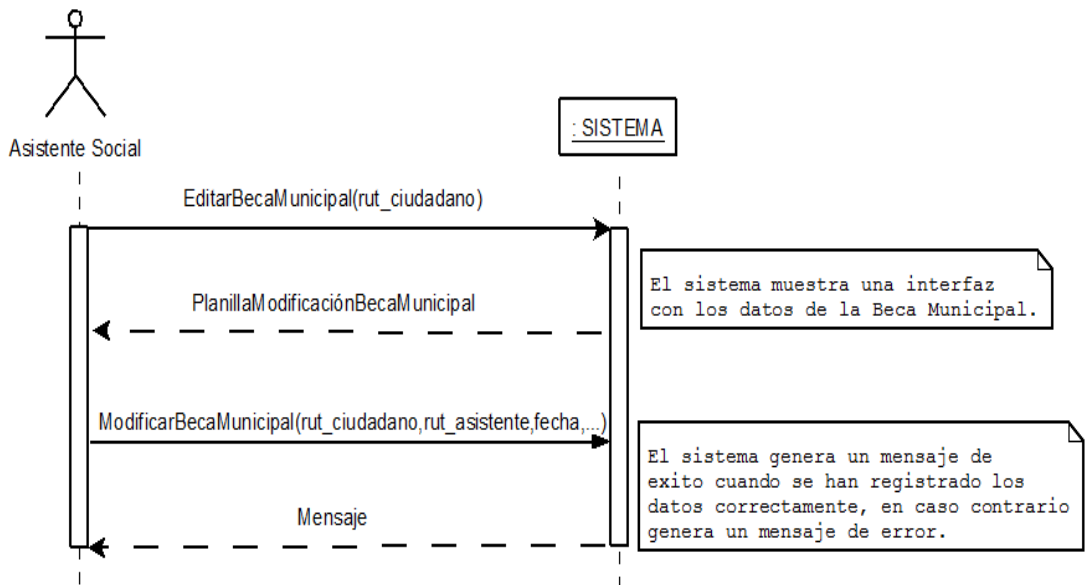 Asistente Social
: SISTEMA
EditarBecaMunicipal(rut_ciudadano)
El sistema muestra una interfaz
con los datos de la Beca Municipal.
PlanillaModificaciónBecaMunicipal
ModificarBecaMunicipal(rut_ciudadano,rut_asistente,fecha,...)
El sistema genera un mensaje de
exito cuando se han registrado los
datos correctamente, en caso contrario
genera un mensaje de error.
Mensaje